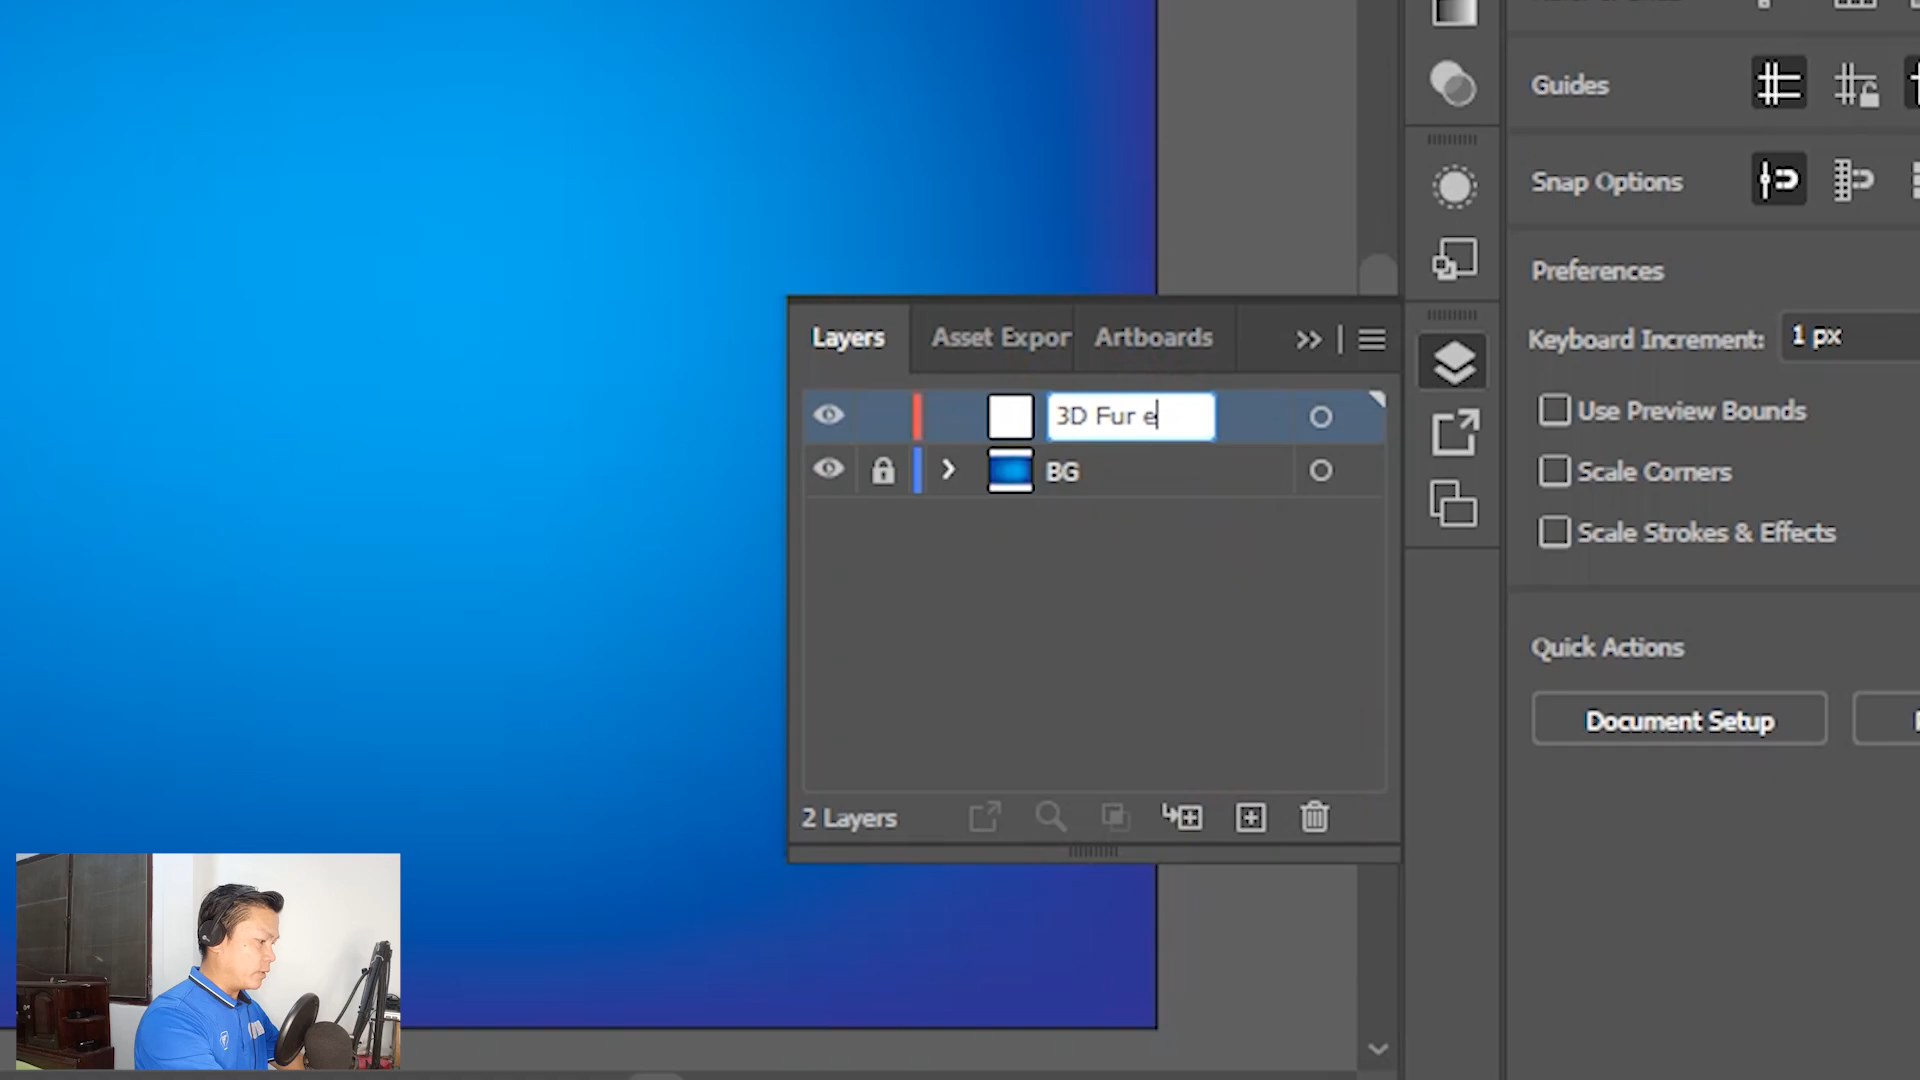 Guides
Snap Options
Preferences
Keyboard Increment: 1 px
Use Preview Bounds
Scale Corners
Scale Strokes & Effects
Quick Actions
Document Setup
Layers Asset Expor Artboards
3D Fur e
BG
2 Layers